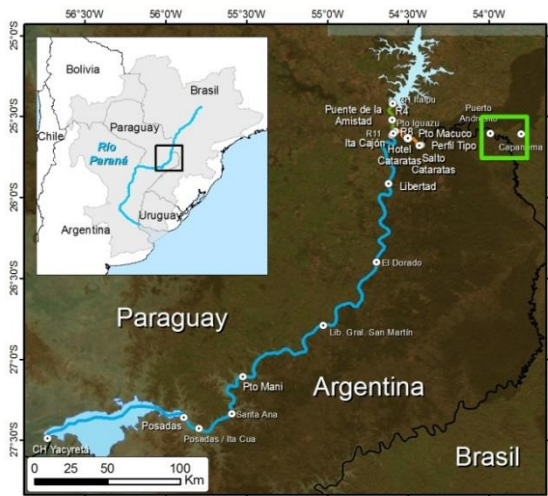 56°30'W
56°0'W
55°30'W
55°0'W
54°30'W
54°0'W
25°0'S
25°30'S
26°0'S
26°30'S
27°0'S
27°30'S
Bolivia
Brasil
Paraguay
Chile
Río
Paraná
Uruguay
Argentina
CH Itaipu
R4
Puente de la
Amistad
Pto Iguazu
R11
R8
Ita Cajón
Hotel
Cataratas
Pto Macuco
Perfil Tipo
Salto
Cataratas
Puerto
Andresito
Capanema
Libertad
El Dorado
Lib. Gral. San Martín
Paraguay
Argentina
Pto Mani
Santa Ana
Posadas
Posadas / Ita Cua
CH Yacyretá
Brasil
0 25 50 100
Km